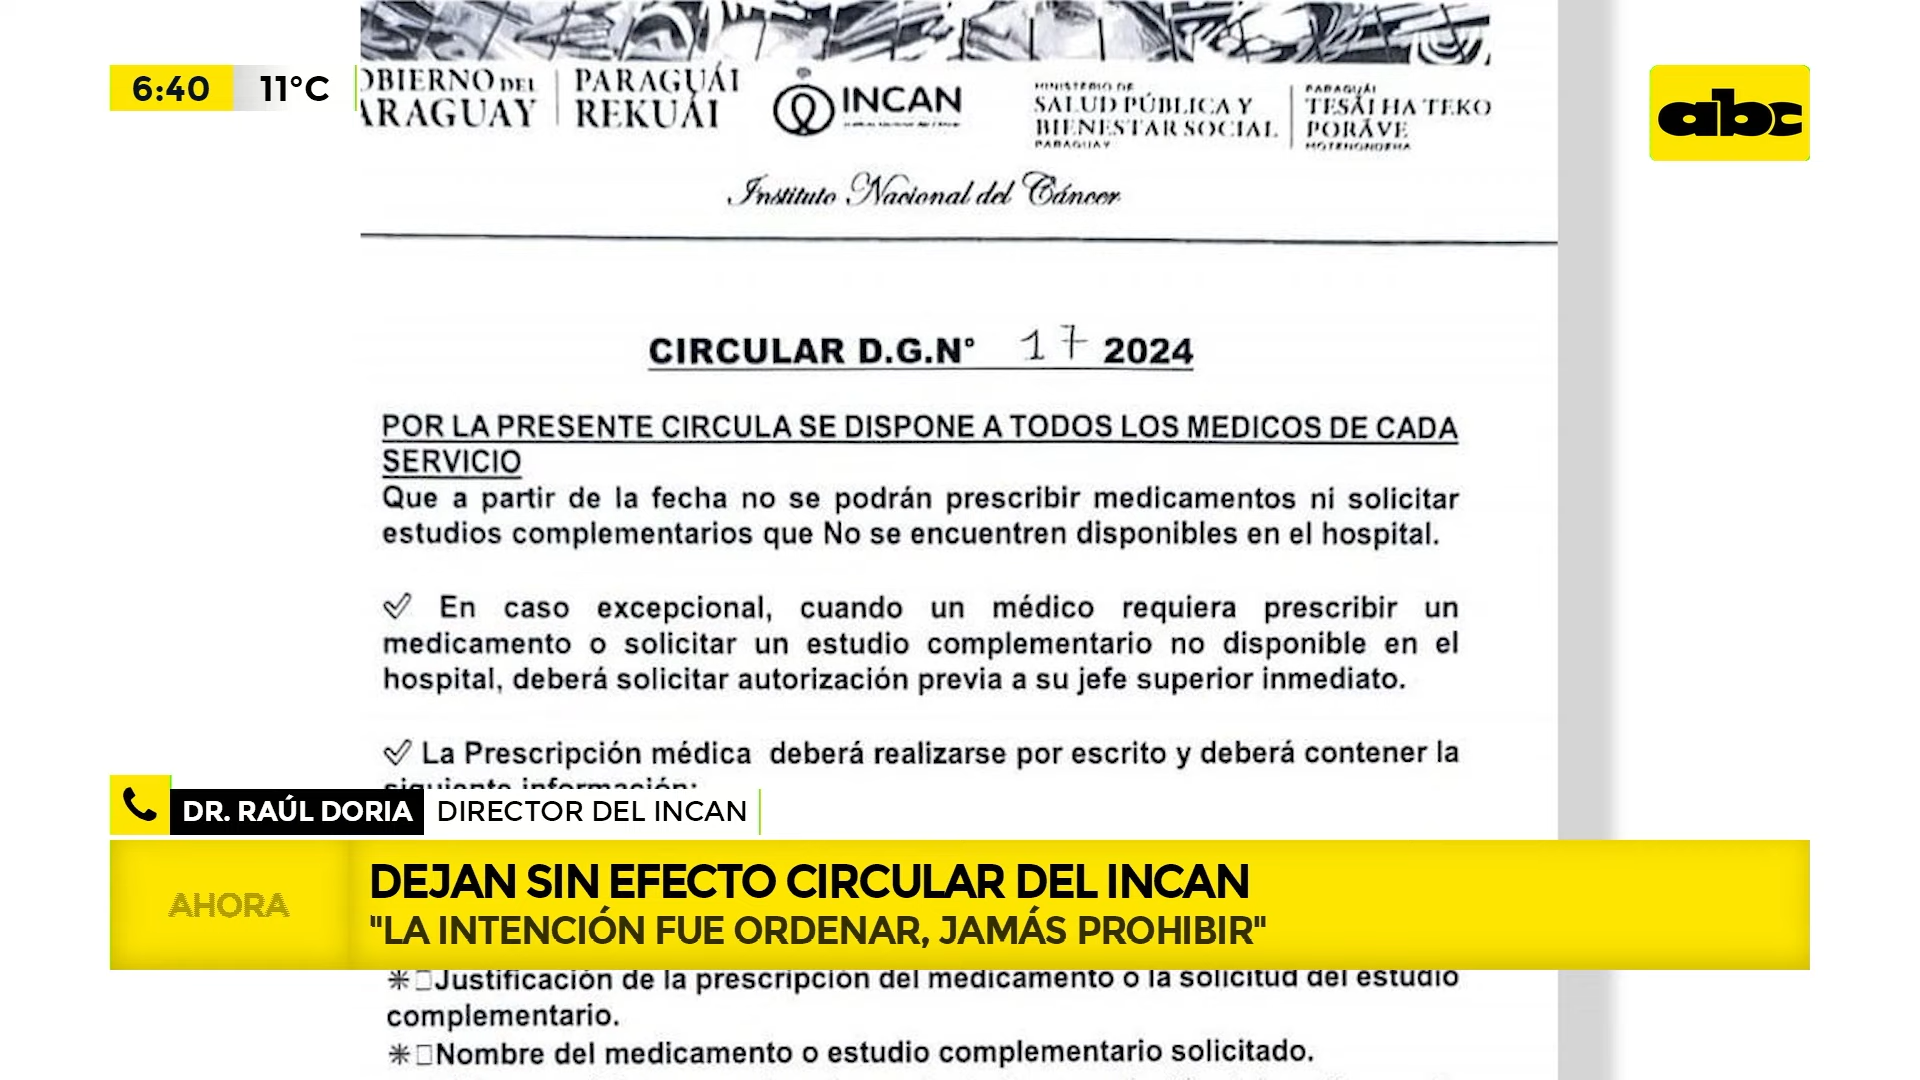 6:40 11°C
OBIERNO DEL PARAGUÁI
ARAGUAY REKUÁI
INCAN
MINISTERIO DE PARAGUÁI
SALUD PÚBLICA Y TESÃI HA TEKO
BIENESTAR SOCIAL PORÃVE
PARAGUAY MOTENONDEHA
abc
Instituto Nacional del Cáncer
CIRCULAR D.G.N° 17 2024
POR LA PRESENTE CIRCULA SE DISPONE A TODOS LOS MEDICOS DE CADA
SERVICIO
Que a partir de la fecha no se podrán prescribir medicamentos ni solicitar
estudios complementarios que No se encuentren disponibles en el hospital.
✓ En caso excepcional, cuando un médico requiera prescribir un
medicamento o solicitar un estudio complementario no disponible en el
hospital, deberá solicitar autorización previa a su jefe superior inmediato.
✓ La Prescripción médica deberá realizarse por escrito y deberá contener la
siguiente información:
DR. RAÚL DORIA DIRECTOR DEL INCAN
AHORA
DEJAN SIN EFECTO CIRCULAR DEL INCAN
"LA INTENCIÓN FUE ORDENAR, JAMÁS PROHIBIR"
✳□Justificación de la prescripción del medicamento o la solicitud del estudio
complementario.
✳□Nombre del medicamento o estudio complementario solicitado.